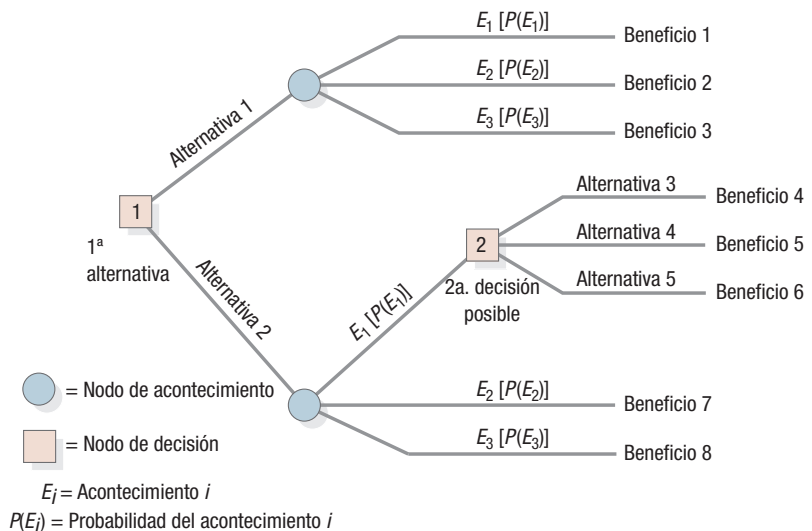 E1 [P(E1)]
Beneficio 1
E2 [P(E2)]
Beneficio 2
E3 [P(E3)]
Beneficio 3
Alternativa 1
1
1ª
alternativa
Alternativa 2
Alternativa 3
Beneficio 4
2
Alternativa 4
Beneficio 5
Alternativa 5
Beneficio 6
2a. decisión
posible
E1 [P(E1)]
E2 [P(E2)]
Beneficio 7
E3 [P(E3)]
Beneficio 8
= Nodo de acontecimiento
= Nodo de decisión
Ei = Acontecimiento i
P(Ei) = Probabilidad del acontecimiento i